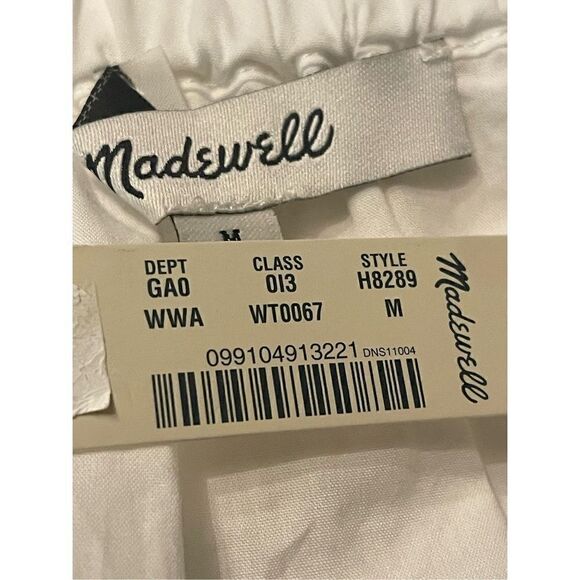 Madewell
M
DEPT CLASS STYLE
GA0 013 H8289
WWA WT0067 M
099104913221 DNS11004
Madewell